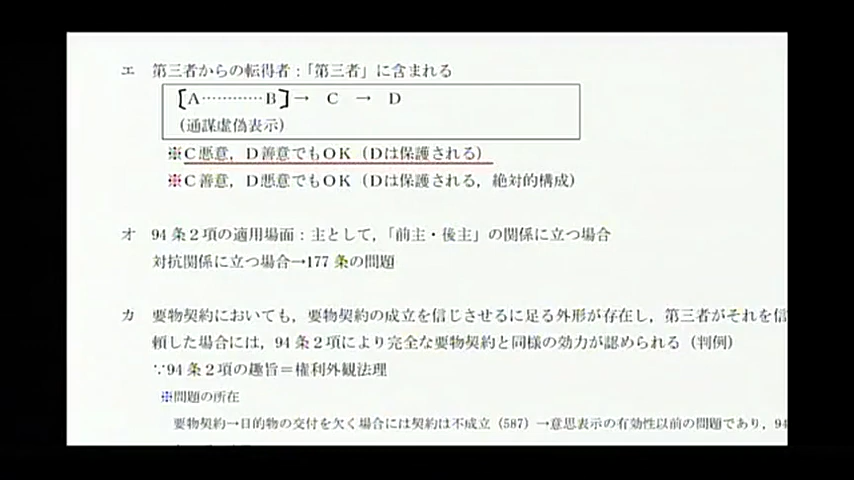 エ 第三者からの転得者:「第三者」に含まれる
【A…………B】→ C → D
(通謀虚偽表示)
※C悪意,D善意でもOK(Dは保護される)
※C善意,D悪意でもOK(Dは保護される,絶対的構成)
オ 94条2項の適用場面:主として,「前主・後主」の関係に立つ場合
対抗関係に立つ場合→177条の問題
カ 要物契約においても,要物契約の成立を信じさせるに足る外形が存在し,第三者がそれを信
頼した場合には,94条2項により完全な要物契約と同様の効力が認められる(判例)
∵94条2項の趣旨=権利外観法理
※問題の所在
要物契約→目的物の交付を欠く場合には契約は不成立(587)→意思表示の有効性以前の問題であり,94